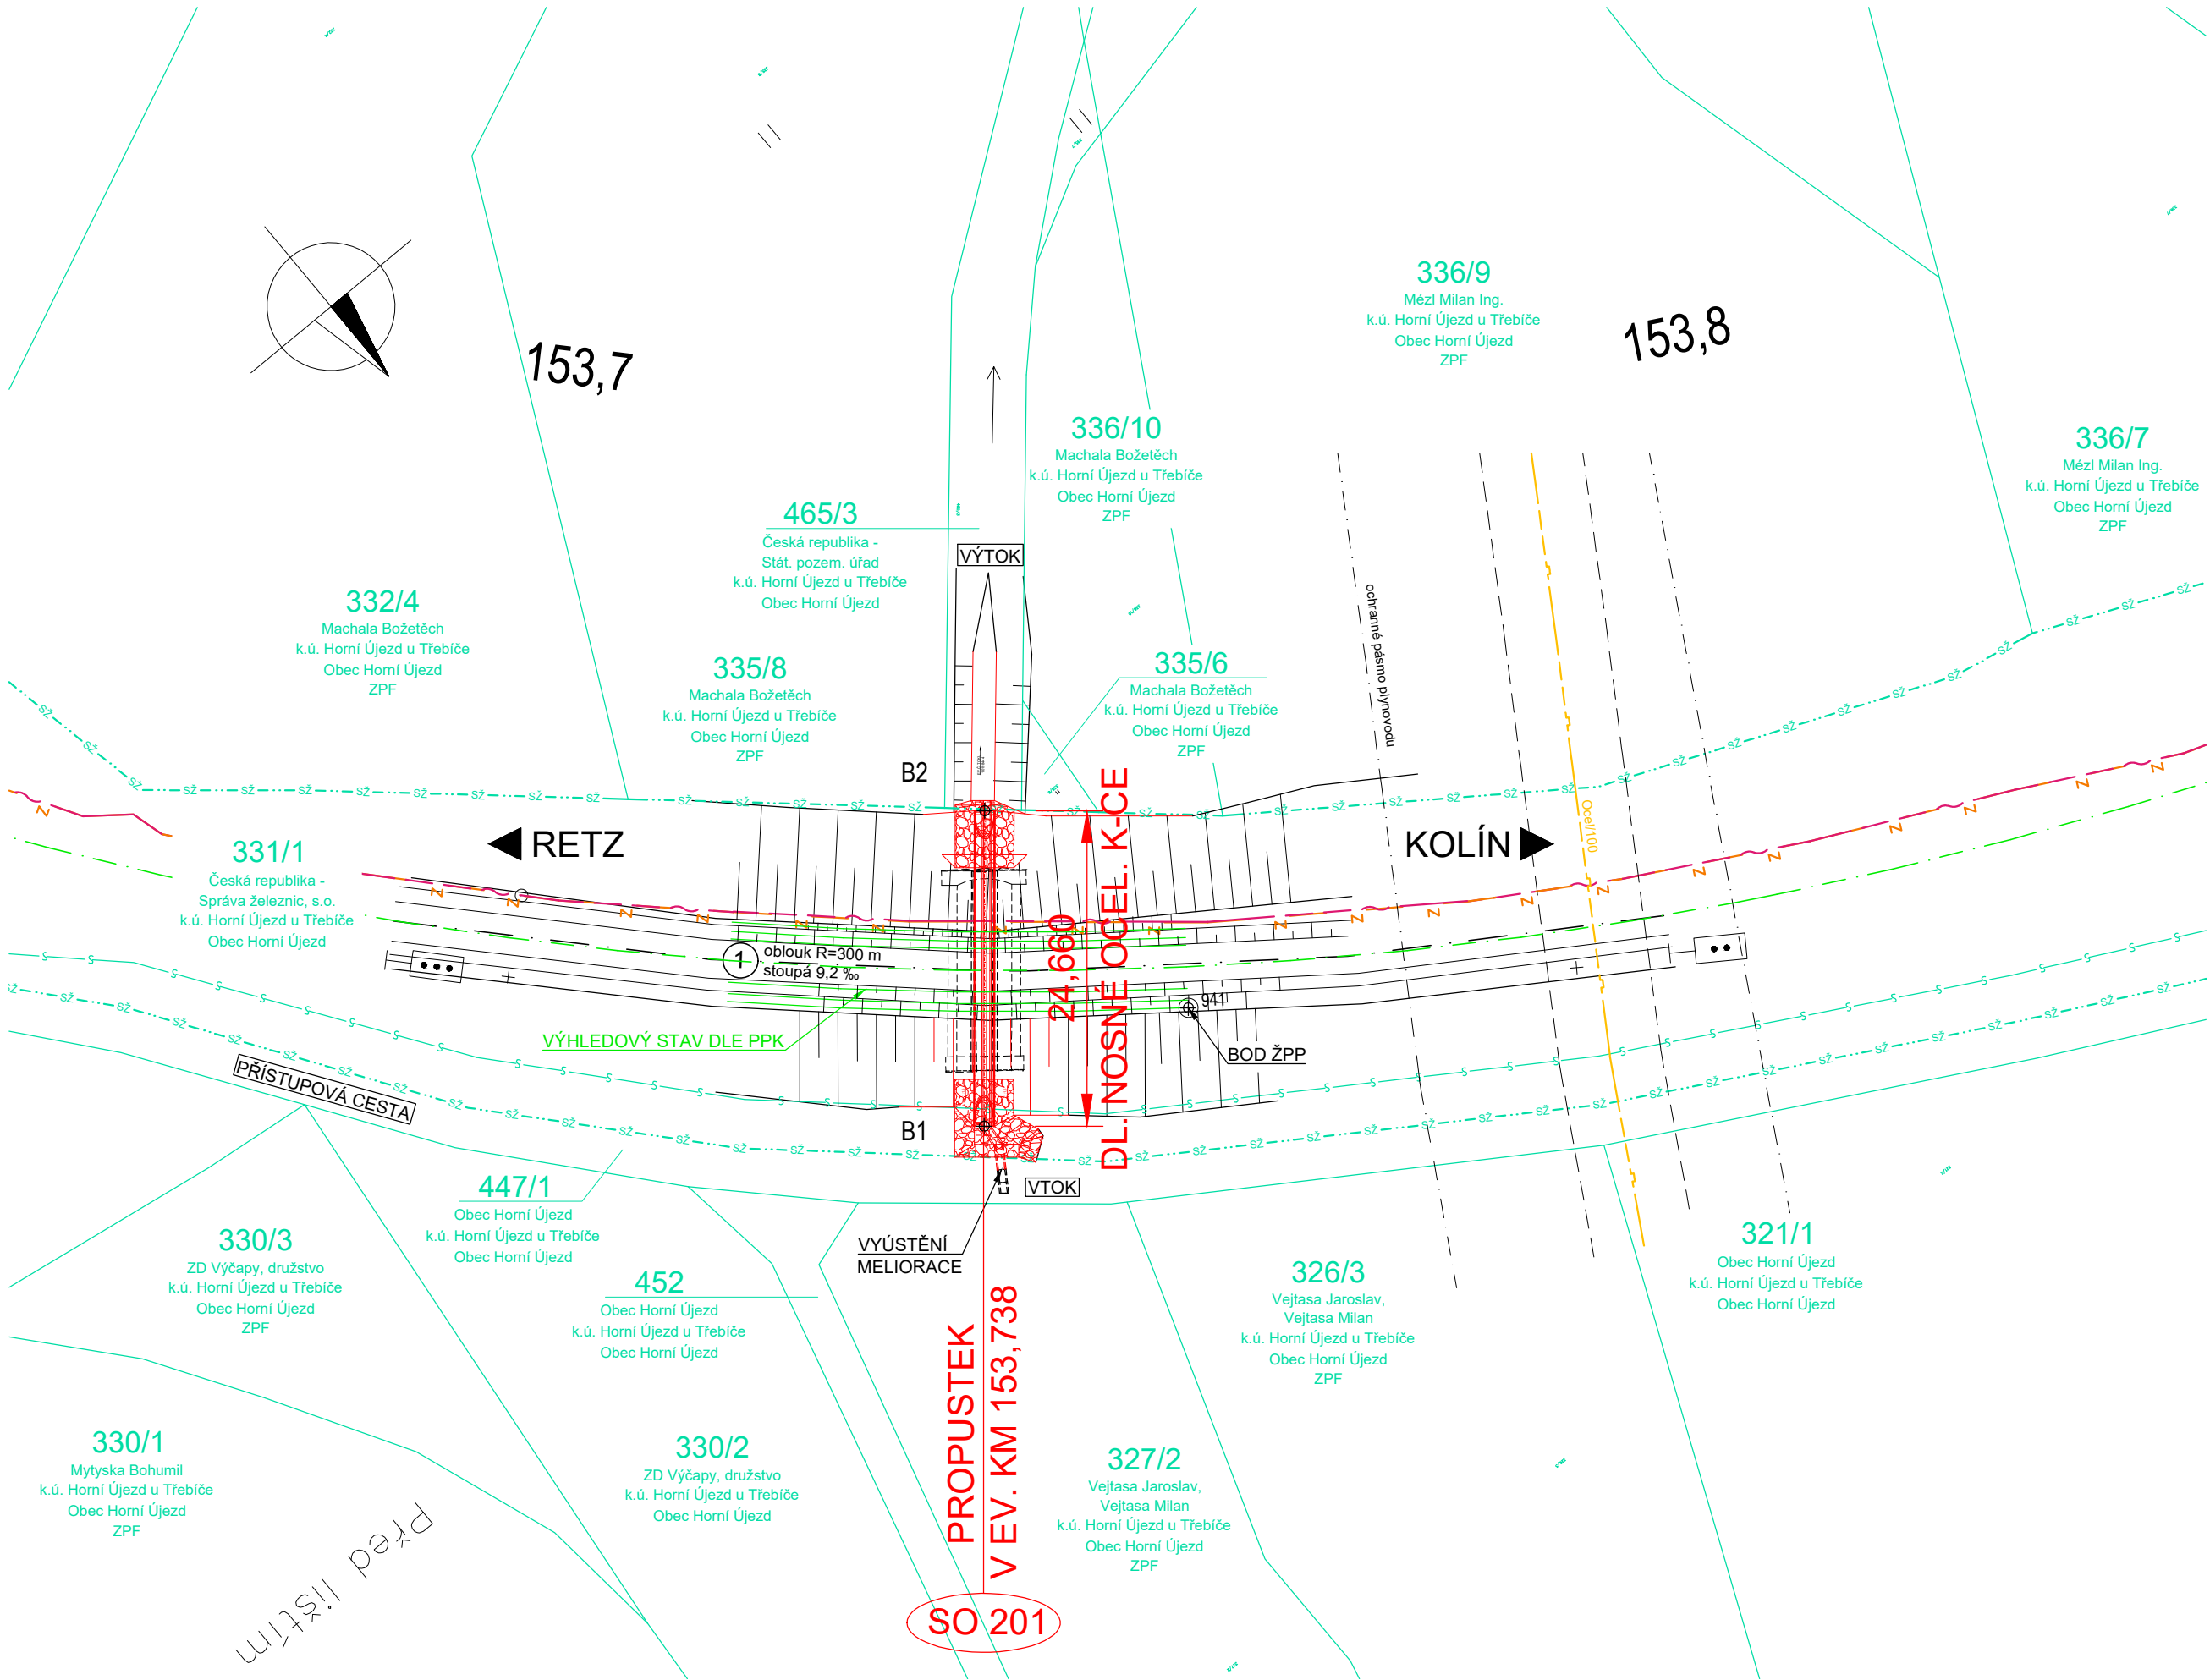 153,7
153,8
336/9
Mézl Milan Ing.
k.ú. Horní Újezd u Třebíče
Obec Horní Újezd
ZPF
336/10
Machala Božetěch
k.ú. Horní Újezd u Třebíče
Obec Horní Újezd
ZPF
336/7
Mézl Milan Ing.
k.ú. Horní Újezd u Třebíče
Obec Horní Újezd
ZPF
465/3
Česká republika -
Stát. pozem. úřad
k.ú. Horní Újezd u Třebíče
Obec Horní Újezd
VÝTOK
332/4
Machala Božetěch
k.ú. Horní Újezd u Třebíče
Obec Horní Újezd
ZPF
335/8
Machala Božetěch
k.ú. Horní Újezd u Třebíče
Obec Horní Újezd
ZPF
335/6
Machala Božetěch
k.ú. Horní Újezd u Třebíče
Obec Horní Újezd
ZPF
ochranné pásmo plynovodu
B2
RETZ
KOLÍN
Ocel/100
331/1
Česká republika -
Správa železnic, s.o.
k.ú. Horní Újezd u Třebíče
Obec Horní Újezd
1
oblouk R=300 m
stoupá 9,2 ‰
24,660
DL. NOSNÉ OCEL. K-CE
941
VÝHLEDOVÝ STAV DLE PPK
BOD ŽPP
PŘÍSTUPOVÁ CESTA
B1
VTOK
VYÚSTĚNÍ
MELIORACE
447/1
Obec Horní Újezd
k.ú. Horní Újezd u Třebíče
Obec Horní Újezd
330/3
ZD Výčapy, družstvo
k.ú. Horní Újezd u Třebíče
Obec Horní Újezd
ZPF
452
Obec Horní Újezd
k.ú. Horní Újezd u Třebíče
Obec Horní Újezd
326/3
Vejtasa Jaroslav,
Vejtasa Milan
k.ú. Horní Újezd u Třebíče
Obec Horní Újezd
ZPF
321/1
Obec Horní Újezd
k.ú. Horní Újezd u Třebíče
Obec Horní Újezd
PROPUSTEK
V EV. KM 153,738
330/1
Mytyska Bohumil
k.ú. Horní Újezd u Třebíče
Obec Horní Újezd
ZPF
330/2
ZD Výčapy, družstvo
k.ú. Horní Újezd u Třebíče
Obec Horní Újezd
327/2
Vejtasa Jaroslav,
Vejtasa Milan
k.ú. Horní Újezd u Třebíče
Obec Horní Újezd
ZPF
Před lištím
SO 201